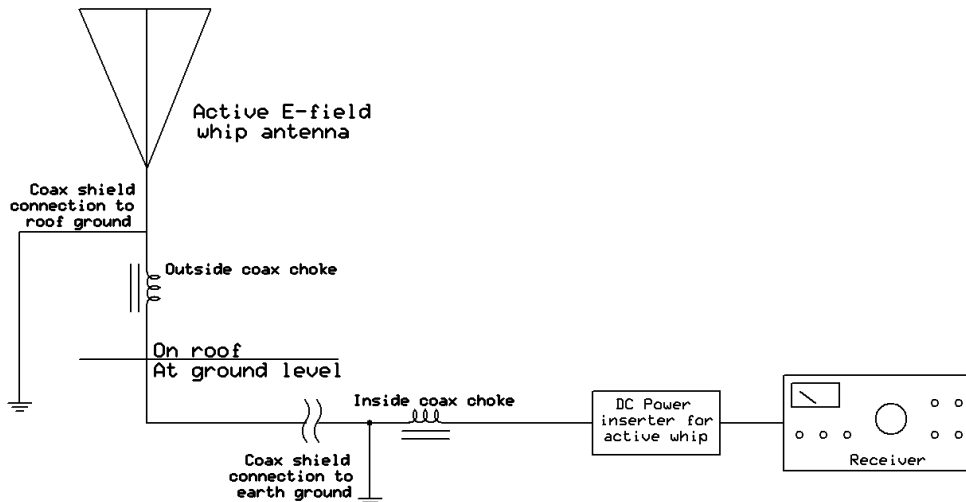 Active E-field
whip antenna
Coax shield
connection to
roof ground
Outside coax choke
On roof
At ground level
Inside coax choke
Coax shield
connection to
earth ground
DC Power
inserter for
active whip
Receiver